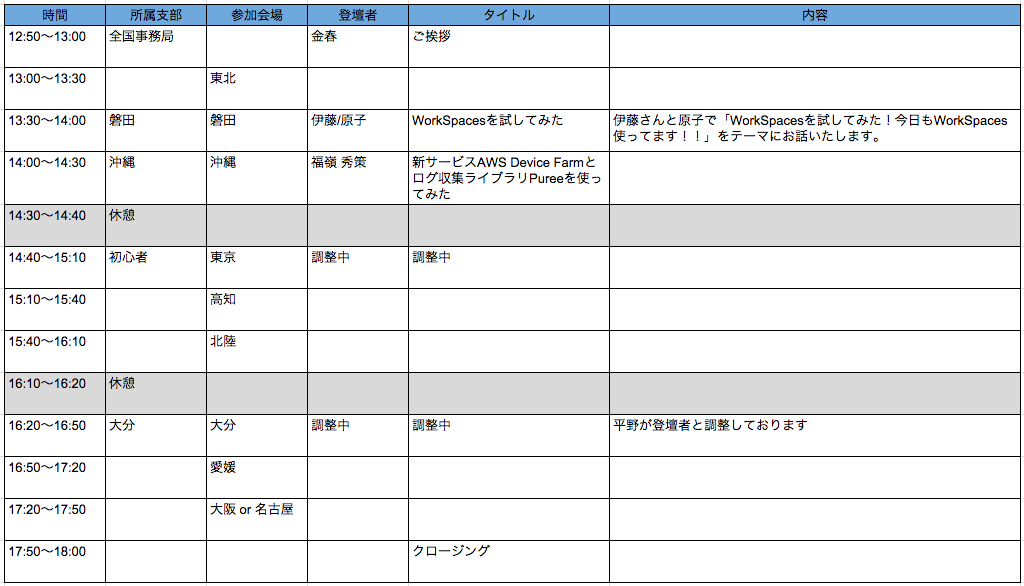 時間 所属支部 参加会場 登壇者 タイトル 内容
12:50〜13:00 全国事務局 金春 ご挨拶
13:00〜13:30 東北
13:30〜14:00 磐田 磐田 伊藤/原子 WorkSpacesを試してみた 伊藤さんと原子で「WorkSpacesを試してみた！今日もWorkSpaces
使ってます！！」をテーマにお話いたします。
14:00〜14:30 沖縄 沖縄 福嶺 秀策 新サービスAWS Device Farmと
ログ収集ライブラリPureeを使っ
てみた
14:30〜14:40 休憩
14:40〜15:10 初心者 東京 調整中 調整中
15:10〜15:40 高知
15:40〜16:10 北陸
16:10〜16:20 休憩
16:20〜16:50 大分 大分 調整中 調整中 平野が登壇者と調整しております
16:50〜17:20 愛媛
17:20〜17:50 大阪 or 名古屋
17:50〜18:00 クロージング